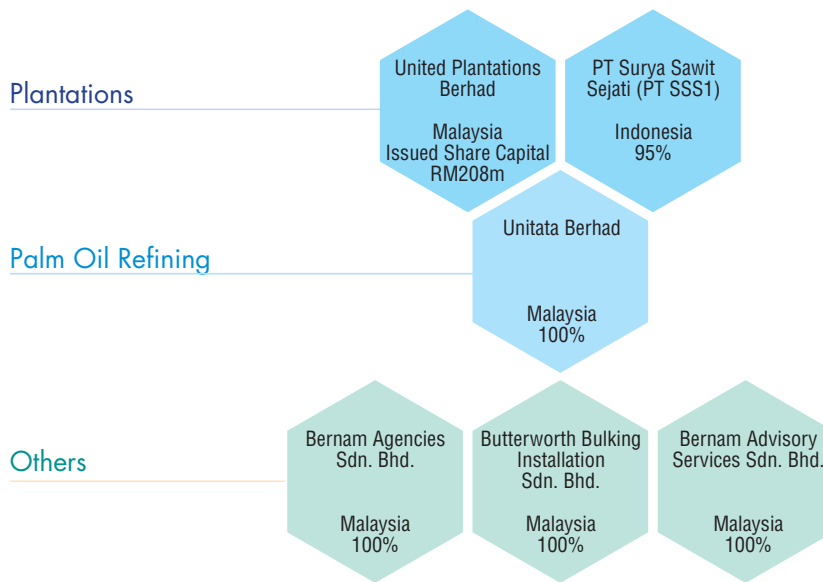 Plantations
United Plantations
Berhad
Malaysia
Issued Share Capital
RM208m
PT Surya Sawit
Sejati (PT SSS1)
Indonesia
95%
Palm Oil Refining
Unitata Berhad
Malaysia
100%
Others
Bernam Agencies
Sdn. Bhd.
Malaysia
100%
Butterworth Bulking
Installation
Sdn. Bhd.
Malaysia
100%
Bernam Advisory
Services Sdn. Bhd.
Malaysia
100%